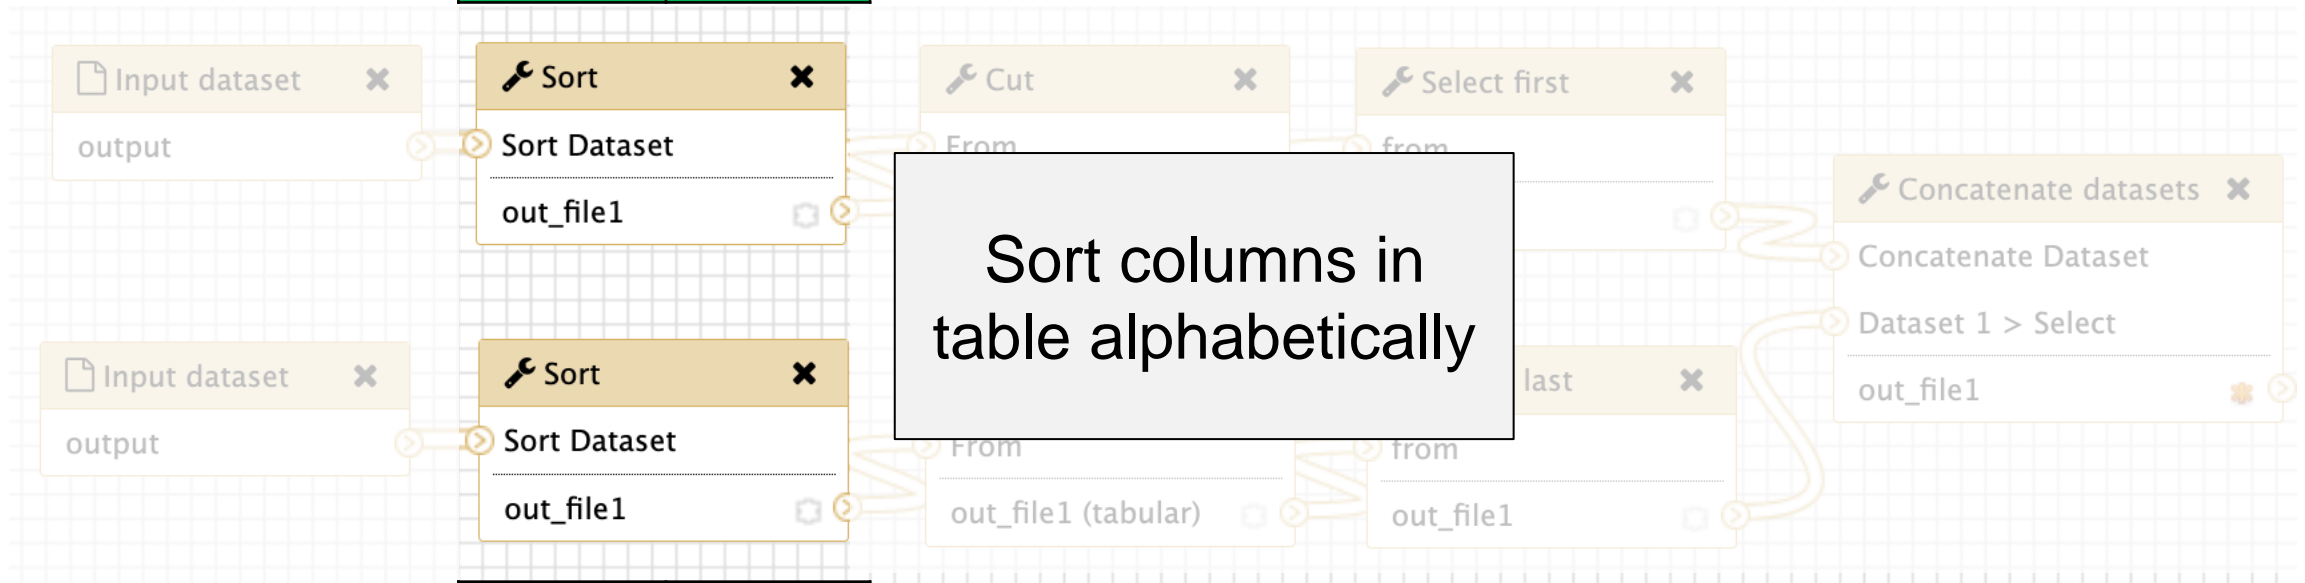 Input dataset
output
Sort
Sort Dataset
out_file1
Cut
From
Select first
from
Concatenate datasets
Concatenate Dataset
Dataset 1 > Select
out_file1
Sort columns in
table alphabetically
Input dataset
output
Sort
Sort Dataset
out_file1
From
out_file1 (tabular)
last
from
out_file1